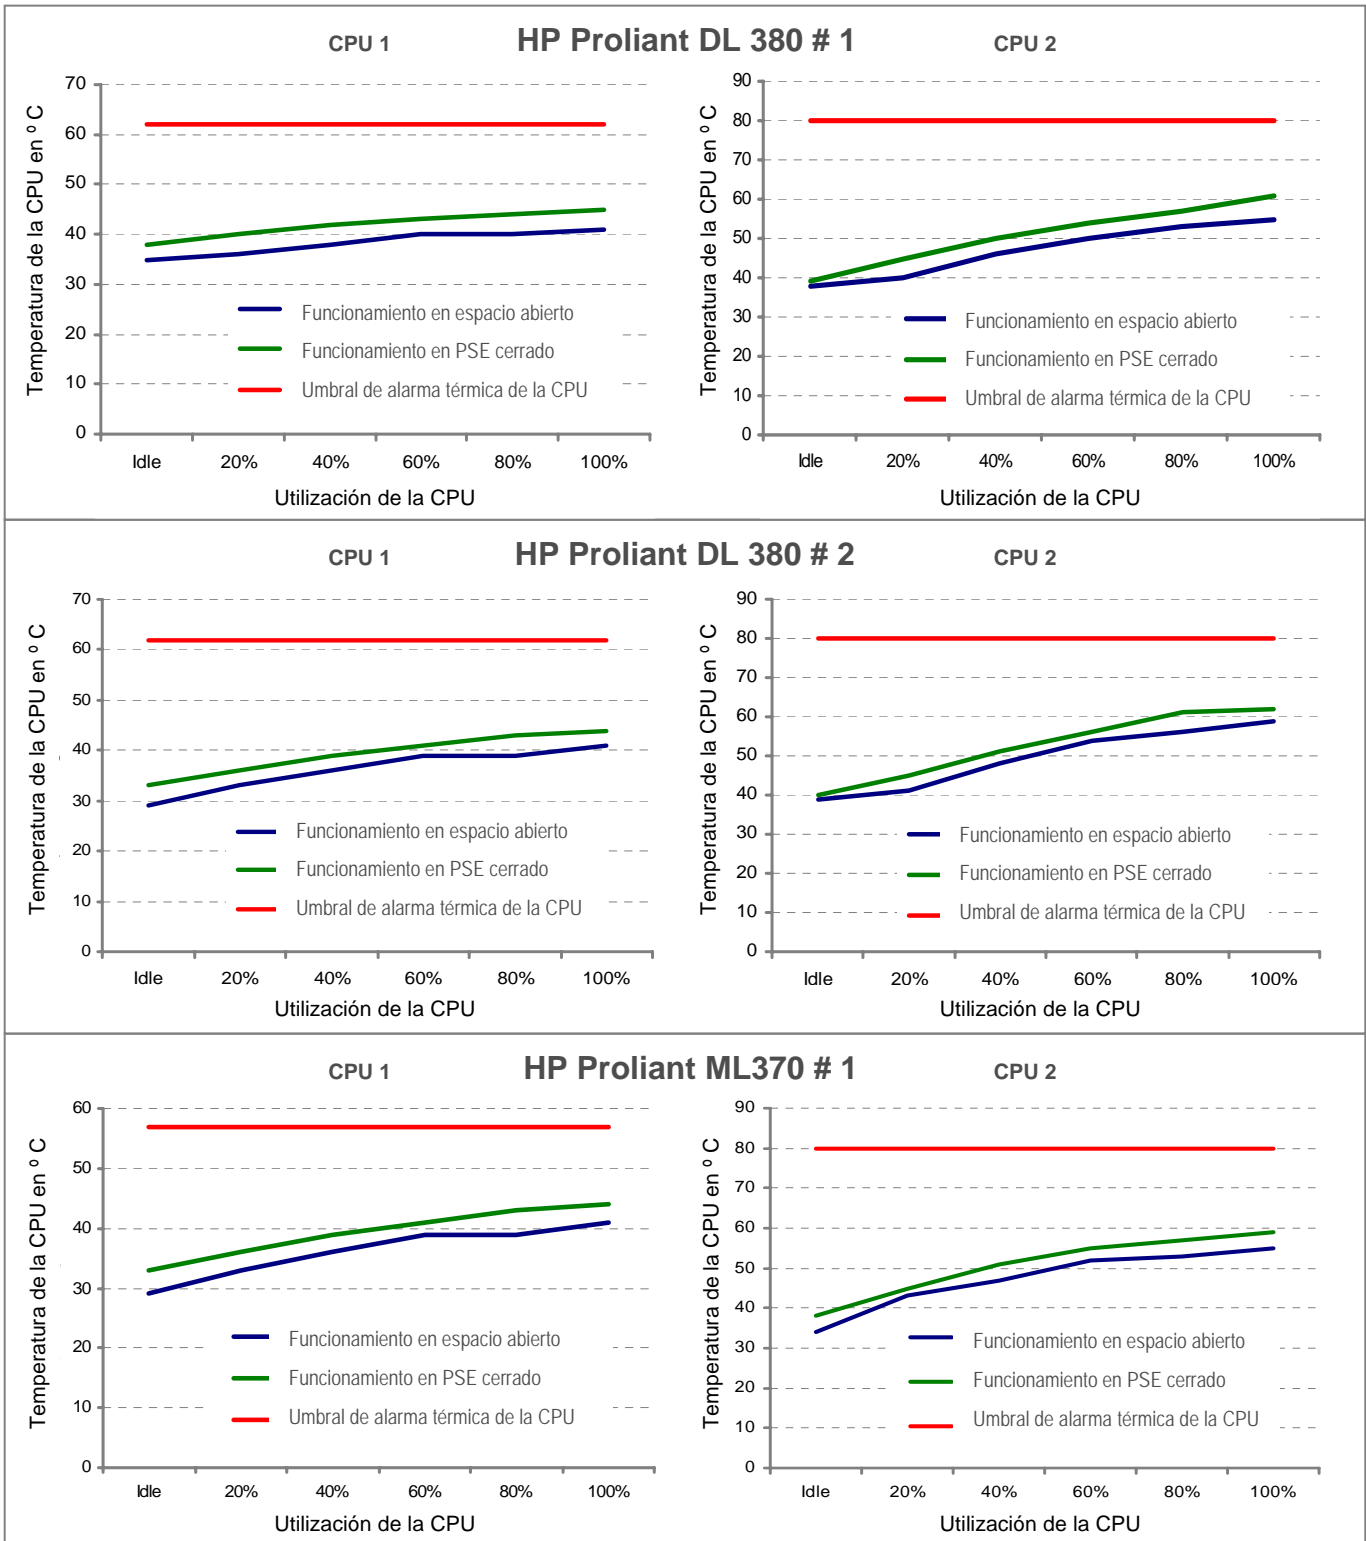 CPU 1
HP Proliant DL 380 # 1
CPU 2
Temperatura de la CPU en º C
70
60
50
40
30
20
10
0
Funcionamiento en espacio abierto
Funcionamiento en PSE cerrado
Umbral de alarma térmica de la CPU
Idle 20% 40% 60% 80% 100%
Utilización de la CPU
Temperatura de la CPU en º C
90
80
70
60
50
40
30
20
10
0
Funcionamiento en espacio abierto
Funcionamiento en PSE cerrado
Umbral de alarma térmica de la CPU
Idle 20% 40% 60% 80% 100%
Utilización de la CPU
CPU 1
HP Proliant DL 380 # 2
CPU 2
Temperatura de la CPU en º C
70
60
50
40
30
20
10
0
Funcionamiento en espacio abierto
Funcionamiento en PSE cerrado
Umbral de alarma térmica de la CPU
Idle 20% 40% 60% 80% 100%
Utilización de la CPU
Temperatura de la CPU en º C
90
80
70
60
50
40
30
20
10
0
Funcionamiento en espacio abierto
Funcionamiento en PSE cerrado
Umbral de alarma térmica de la CPU
Idle 20% 40% 60% 80% 100%
Utilización de la CPU
CPU 1
HP Proliant ML370 # 1
CPU 2
Temperatura de la CPU en º C
60
50
40
30
20
10
0
Funcionamiento en espacio abierto
Funcionamiento en PSE cerrado
Umbral de alarma térmica de la CPU
Idle 20% 40% 60% 80% 100%
Utilización de la CPU
Temperatura de la CPU en º C
90
80
70
60
50
40
30
20
10
0
Funcionamiento en espacio abierto
Funcionamiento en PSE cerrado
Umbral de alarma térmica de la CPU
Idle 20% 40% 60% 80% 100%
Utilización de la CPU